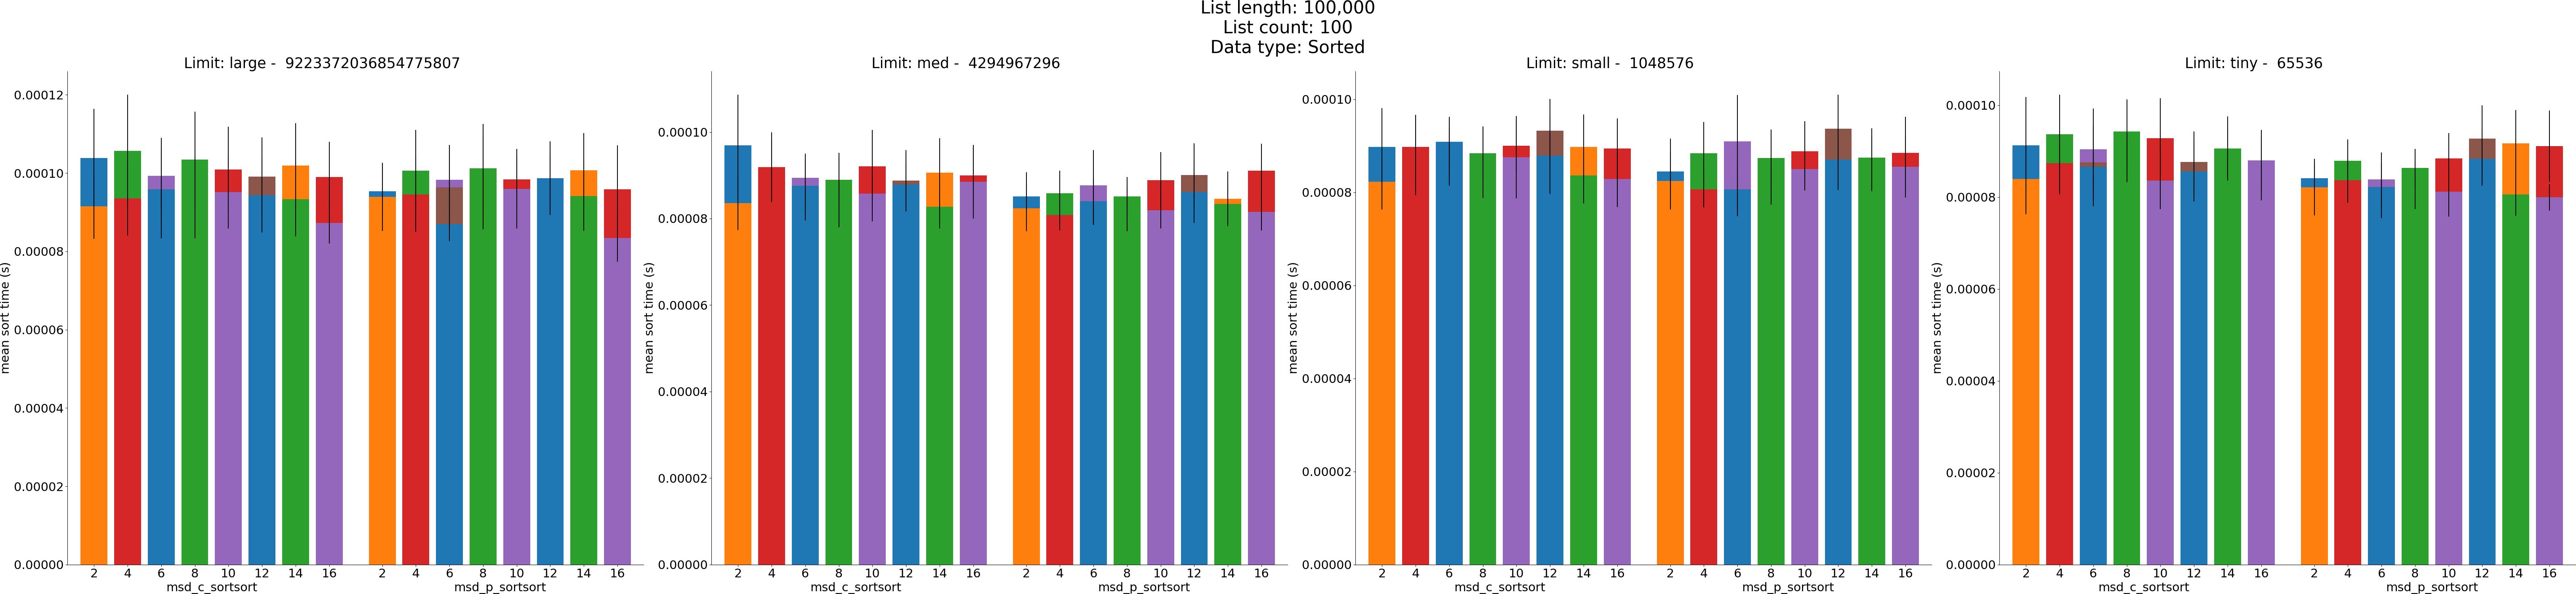 List length: 100,000
List count: 100
Data type: Sorted
Limit: large -  9223372036854775807
mean sort time (s)
0.00012
0.00010
0.00008
0.00006
0.00004
0.00002
0.00000
2 4 6 8 10 12 14 16 2 4 6 8 10 12 14 16
msd_c_sortsort msd_p_sortsort
Limit: med -  4294967296
mean sort time (s)
0.00010
0.00008
0.00006
0.00004
0.00002
0.00000
2 4 6 8 10 12 14 16 2 4 6 8 10 12 14 16
msd_c_sortsort msd_p_sortsort
Limit: small -  1048576
mean sort time (s)
0.00010
0.00008
0.00006
0.00004
0.00002
0.00000
2 4 6 8 10 12 14 16 2 4 6 8 10 12 14 16
msd_c_sortsort msd_p_sortsort
Limit: tiny -  65536
mean sort time (s)
0.00010
0.00008
0.00006
0.00004
0.00002
0.00000
2 4 6 8 10 12 14 16 2 4 6 8 10 12 14 16
msd_c_sortsort msd_p_sortsort